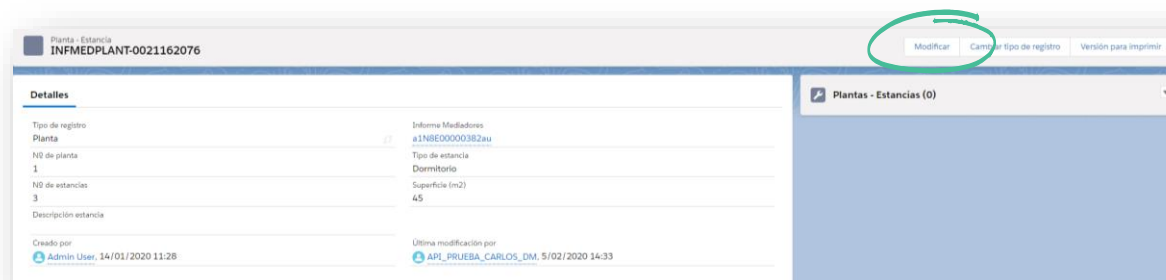 Planta - Estancia
INFMEDPLANT-0021162076
Modificar Cambiar tipo de registro Versión para imprimir
Detalles
Plantas - Estancias (0)
Tipo de registro
Planta
Informe Mediadores
a1N8E00000382au
Nº de planta
1
Tipo de estancia
Dormitorio
Nº de estancias
3
Superficie (m2)
45
Descripción estancia
Creado por
Admin User, 14/01/2020 11:28
Última modificación por
API_PRUEBA_CARLOS_DM, 5/02/2020 14:33